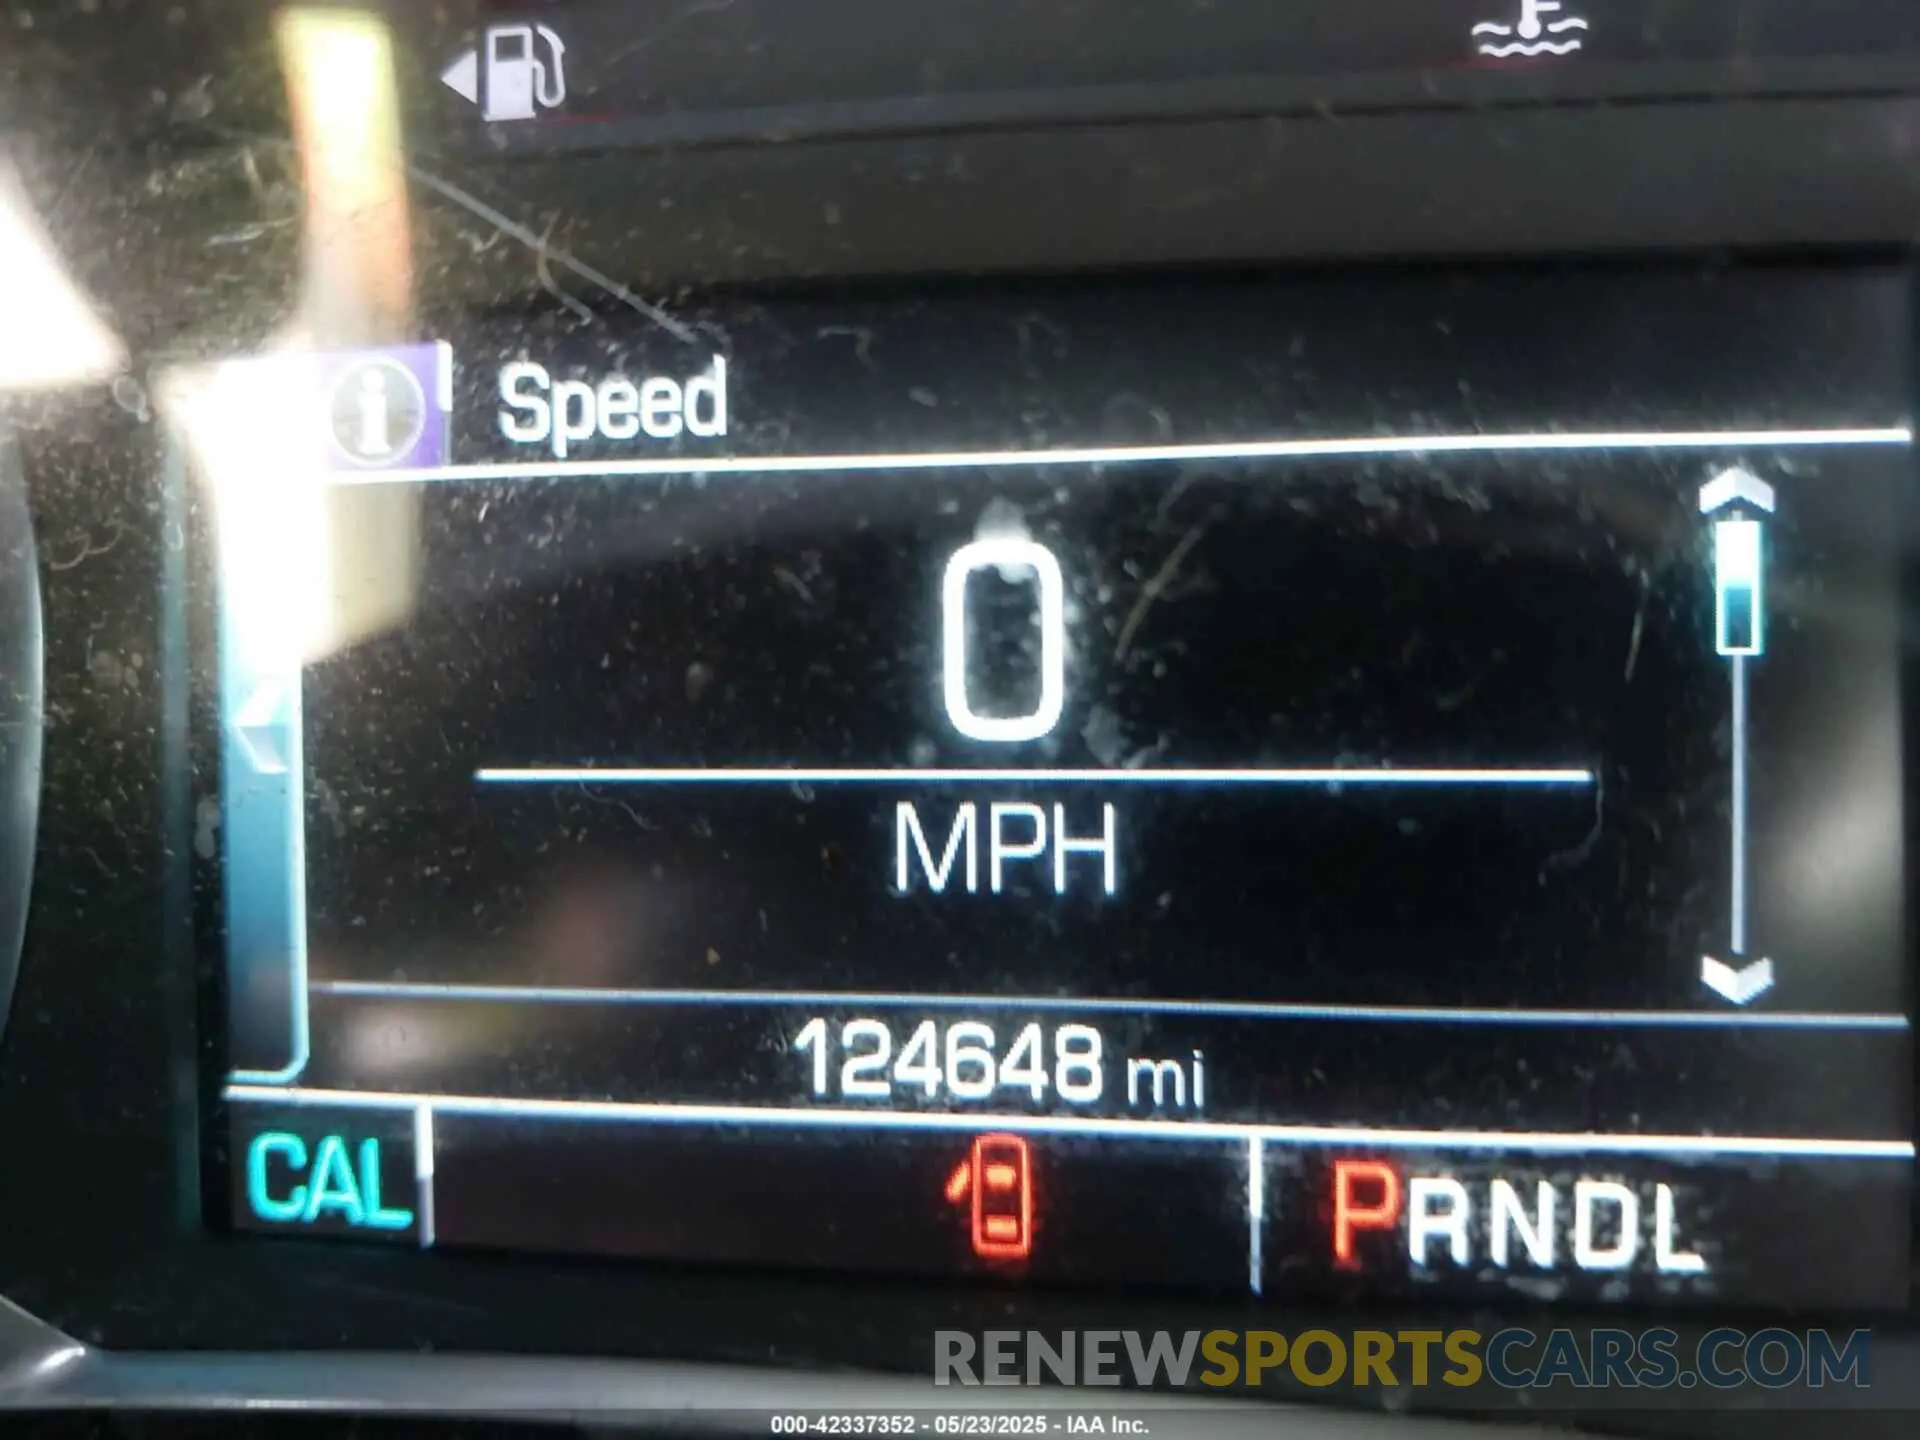 Speed
0
MPH
124648 mi
CAL
PRNDL
RENEWSPORTSCARS.COM
000-42337352 - 05/23/2025 - IAA Inc.